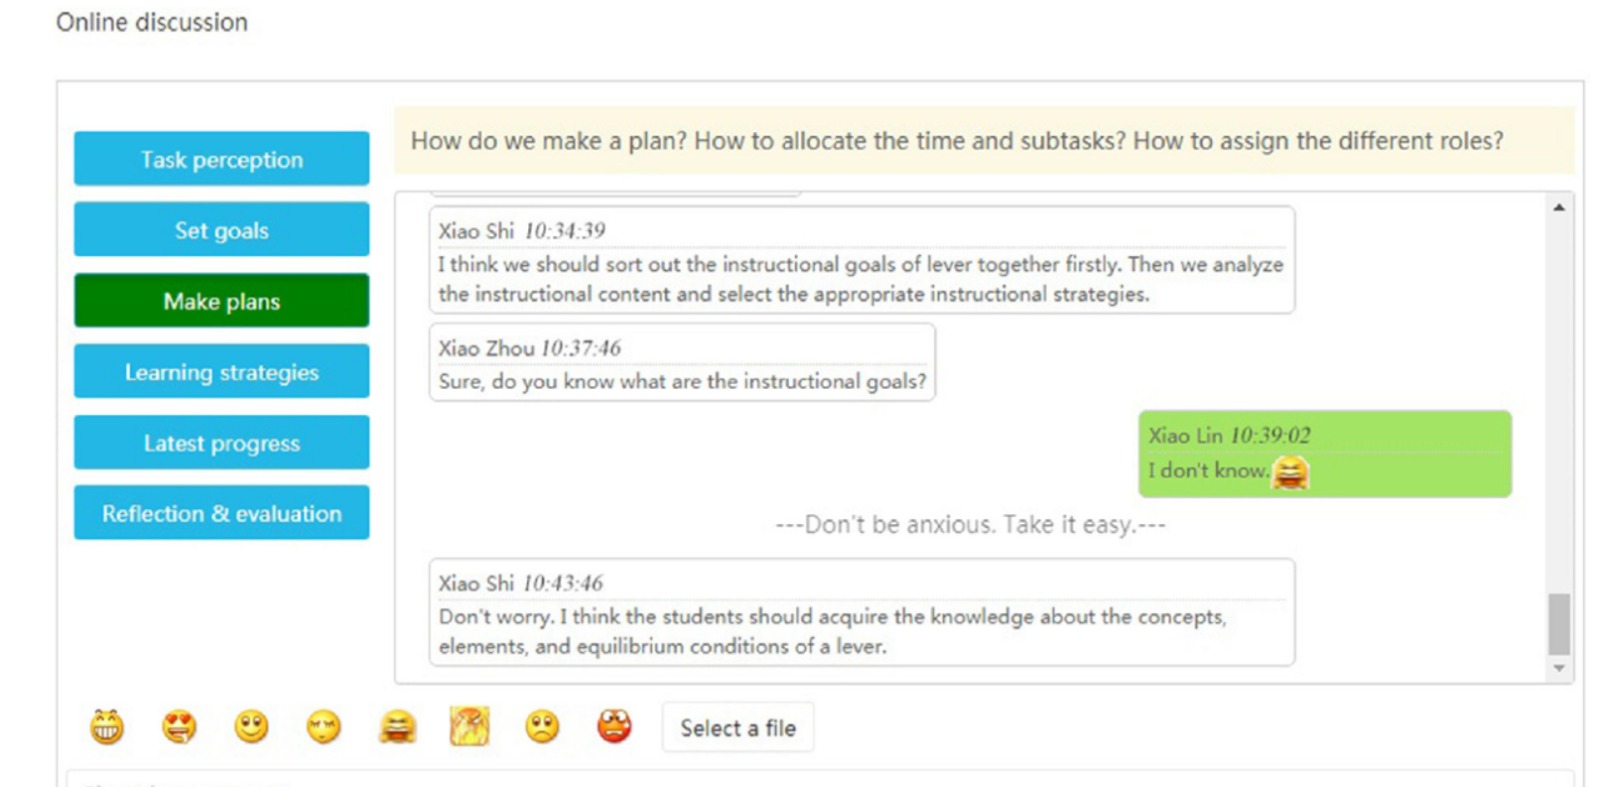 Online discussion
Task perception
Set goals
Make plans
Learning strategies
Latest progress
Reflection & evaluation
How do we make a plan? How to allocate the time and subtasks? How to assign the different roles?
Xiao Shi 10:34:39
I think we should sort out the instructional goals of lever together firstly. Then we analyze
the instructional content and select the appropriate instructional strategies.
Xiao Zhou 10:37:46
Sure, do you know what are the instructional goals?
Xiao Lin 10:39:02
I don't know.
---Don't be anxious. Take it easy.---
Xiao Shi 10:43:46
Don't worry. I think the students should acquire the knowledge about the concepts,
elements, and equilibrium conditions of a lever.
Select a file